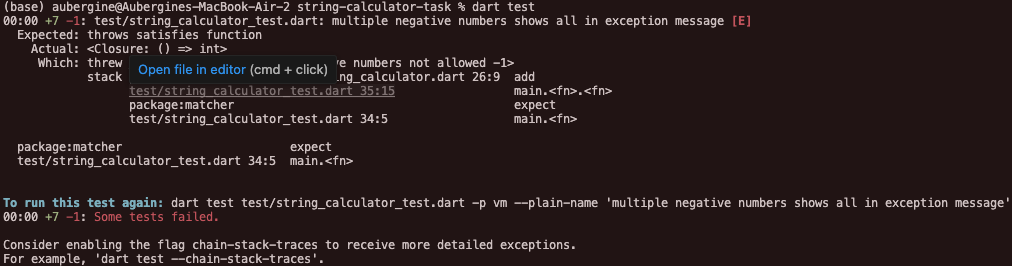 (base) aubergine@Aubergines-MacBook-Air-2 string-calculator-task % dart test
00:00 +7 -1: test/string_calculator_test.dart: multiple negative numbers shows all in exception message [E]
Expected: throws satisfies function
Actual: <Closure: () => int>
Which: threw ve numbers not allowed -1>
stack ng_calculator.dart 26:9 add
Open file in editor (cmd + click)
test/string_calculator_test.dart 35:15 main.<fn>.<fn>
package:matcher expect
test/string_calculator_test.dart 34:5 main.<fn>
package:matcher expect
test/string_calculator_test.dart 34:5 main.<fn>
To run this test again: dart test test/string_calculator_test.dart -p vm --plain-name 'multiple negative numbers shows all in exception message'
00:00 +7 -1: Some tests failed.
Consider enabling the flag chain-stack-traces to receive more detailed exceptions.
For example, 'dart test --chain-stack-traces'.